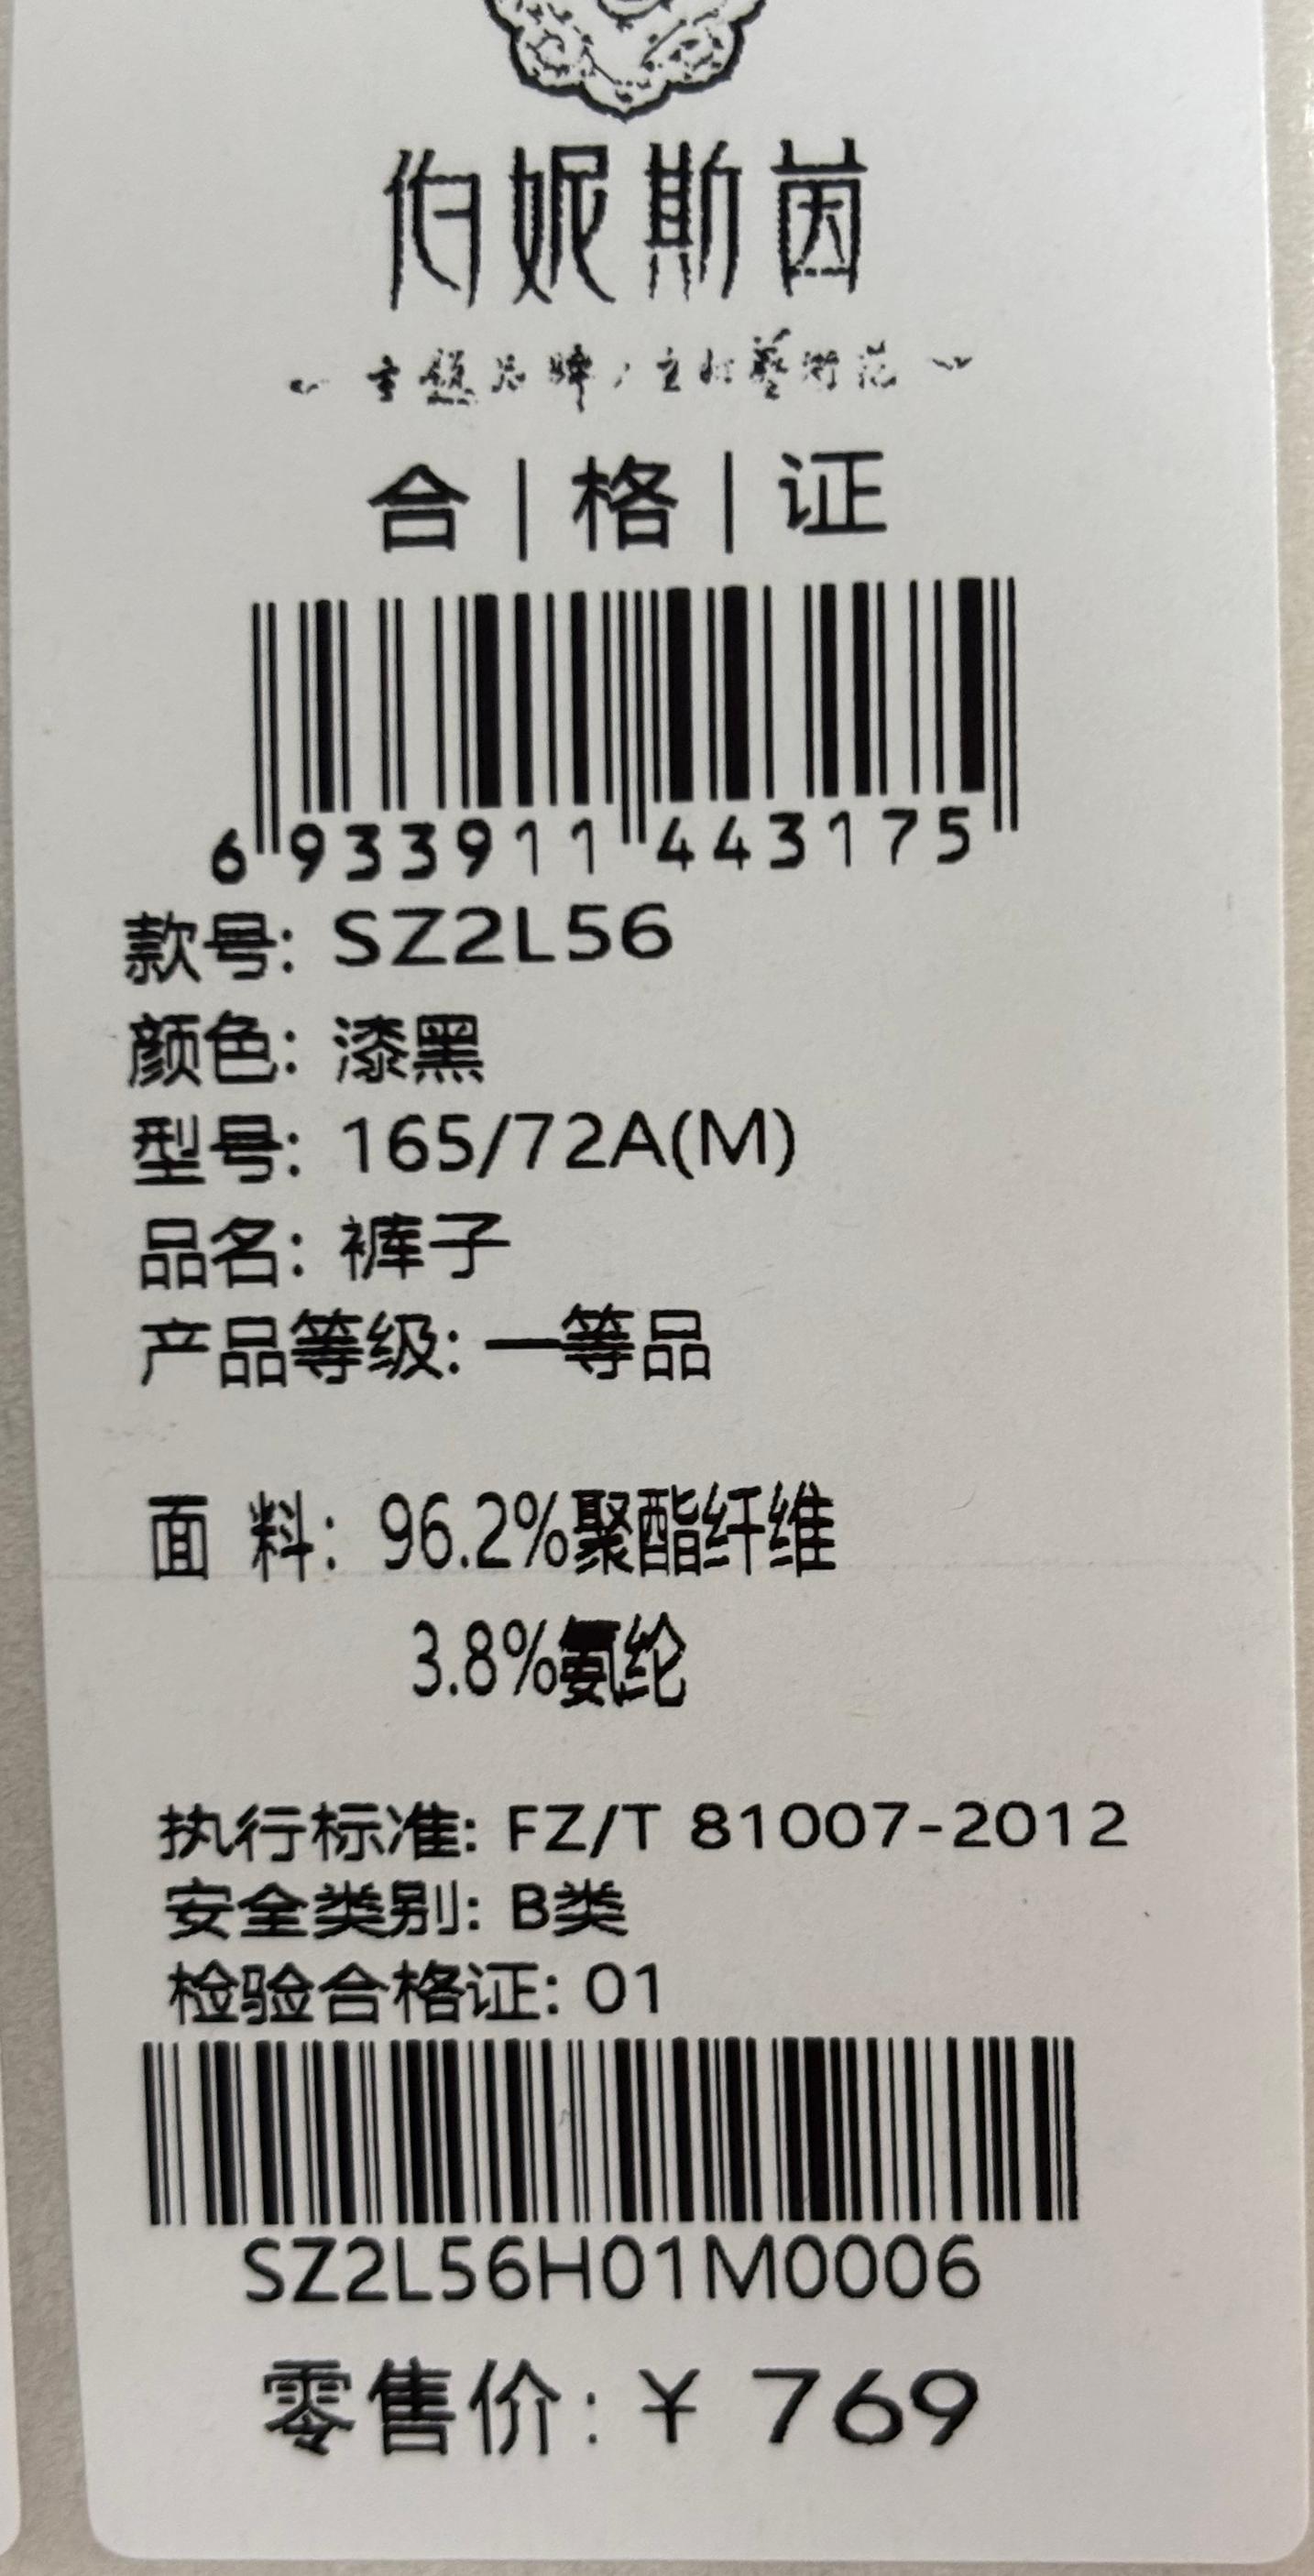 伯妮斯茵
合|格|证
6 933911 443175
款号: SZ2L56
颜色: 漆黑
型号: 165/72A(M)
品名: 裤子
产品等级: 一等品
面 料: 96.2%聚酯纤维
3.8%氨纶
执行标准: FZ/T 81007-2012
安全类别: B类
检验合格证: 01
SZ2L56H01M0006
零售价: ¥ 769